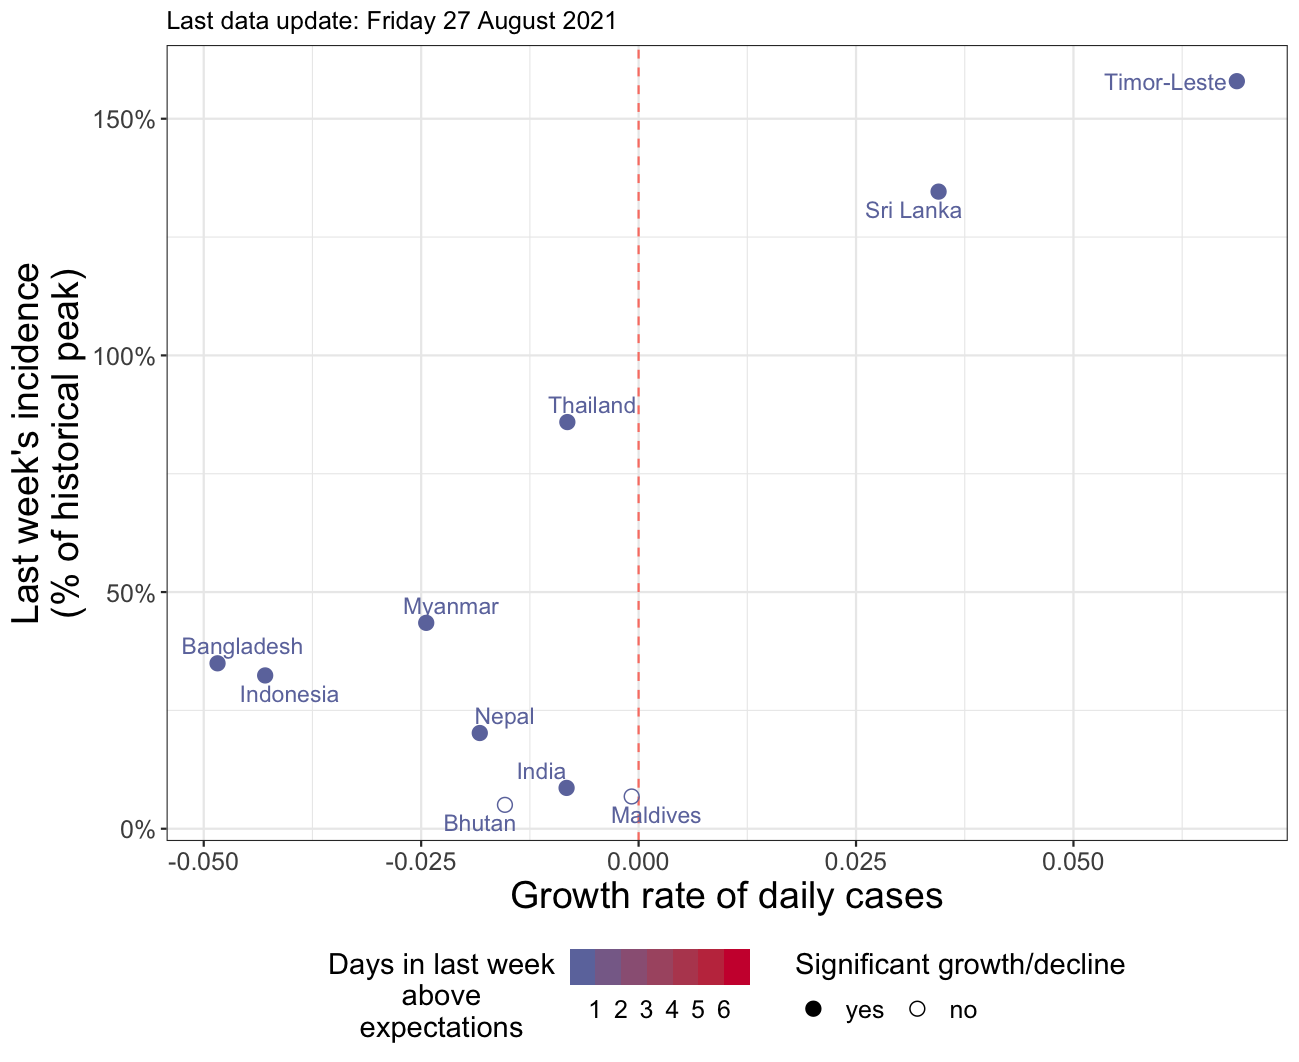 Last data update: Friday 27 August 2021
Last week's incidence
(% of historical peak)
150%
100%
50%
0%
Timor-Leste
Sri Lanka
Thailand
Myanmar
Bangladesh
Indonesia
Nepal
India
Bhutan
Maldives
-0.050 -0.025 0.000 0.025 0.050
Growth rate of daily cases
Days in last week
above
expectations
1 2 3 4 5 6
Significant growth/decline
yes no